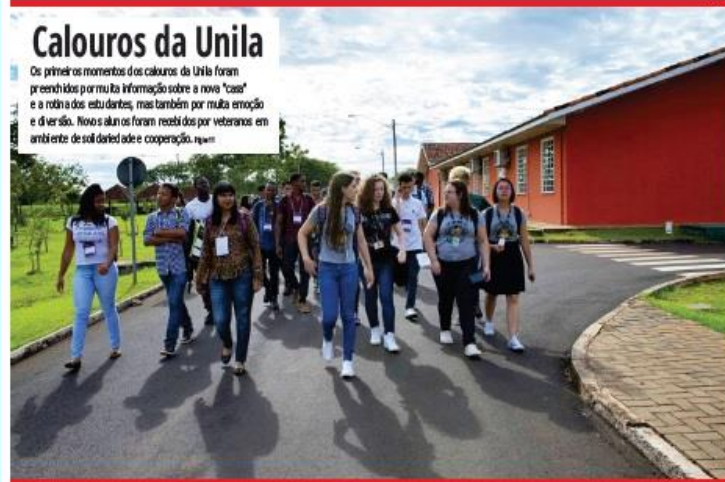 Calouros da Unila
Os primeiros momentos dos calouros da Unila foram
preenchidos por muita informação sobre a nova "casa"
e a rotina dos estudantes, mas também por muita emoção
e diversão. Novos alunos foram recebidos por veteranos em
ambiente de solidariedade e cooperação.